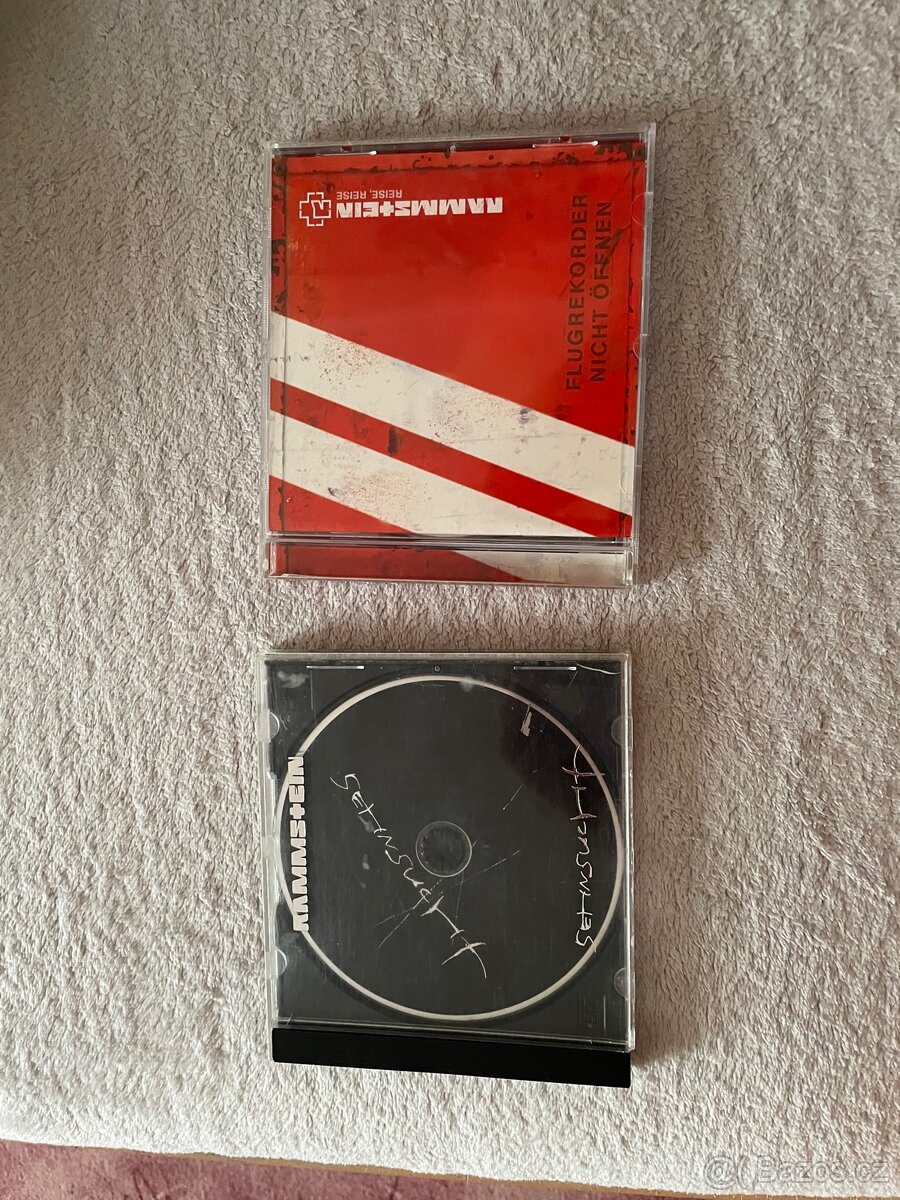 RAMMSTEIN
REISE, REISE
FLUGREKORDER
NICHT ÖFFNEN
RAMMSTEIN
SEHNSUCHT
SEHNSUCHT
@ Bazos.cz